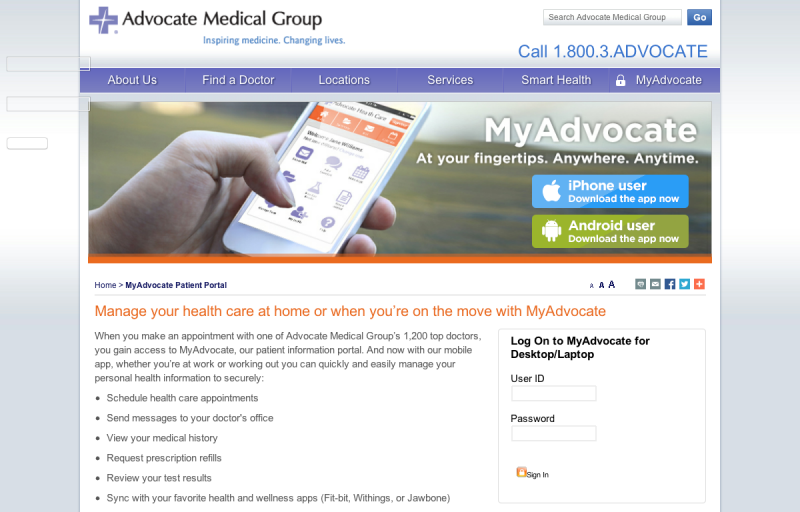 Advocate Medical Group
Inspiring medicine. Changing lives.
Search Advocate Medical Group
Go
Call 1.800.3.ADVOCATE
About Us
Find a Doctor
Locations
Services
Smart Health
MyAdvocate
Advocate Health Care
Welcome Jane Williams
MyAdvocate
At your fingertips. Anywhere. Anytime.
iPhone user
Download the app now
Android user
Download the app now
Home > MyAdvocate Patient Portal
A A A
Manage your health care at home or when you're on the move with MyAdvocate
When you make an appointment with one of Advocate Medical Group's 1,200 top doctors,
you gain access to MyAdvocate, our patient information portal. And now with our mobile
app, whether you're at work or working out you can quickly and easily manage your
personal health information to securely:
• Schedule health care appointments
• Send messages to your doctor's office
• View your medical history
• Request prescription refills
• Review your test results
• Sync with your favorite health and wellness apps (Fit-bit, Withings, or Jawbone)
Log On to MyAdvocate for
Desktop/Laptop
User ID
Password
Sign In